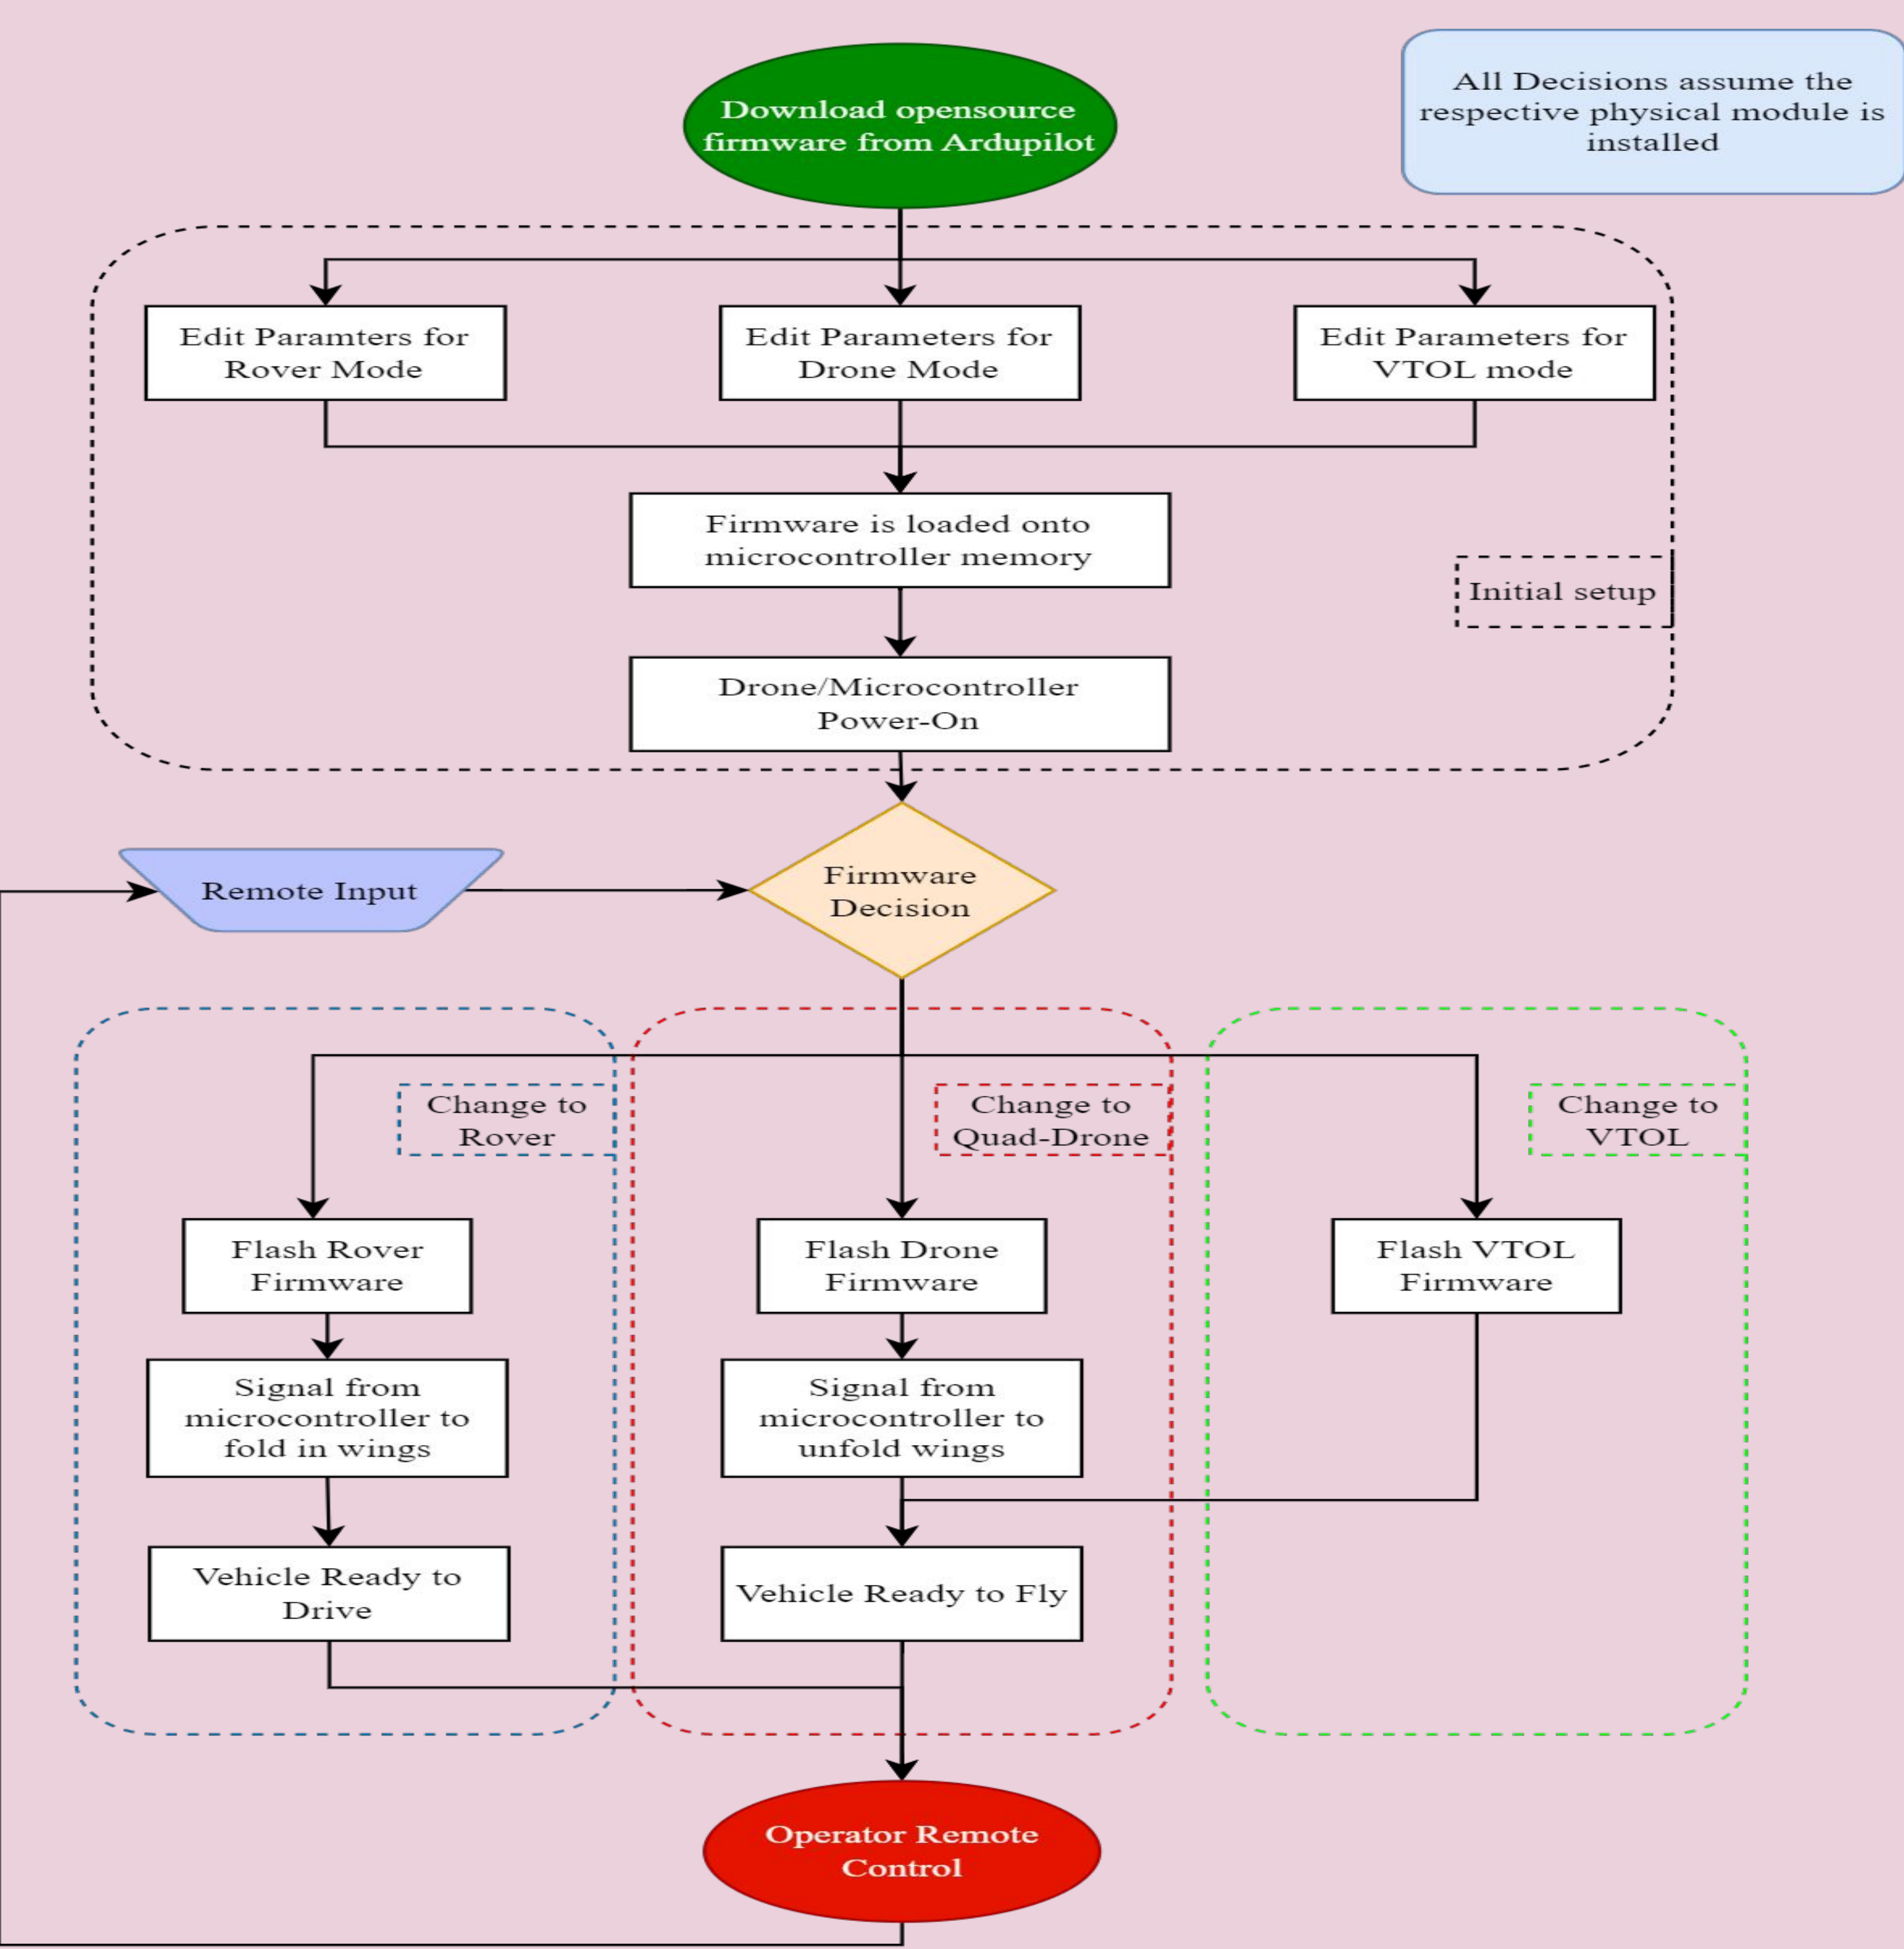 Download opensource
firmware from Ardupilot
All Decisions assume the
respective physical module is
installed
Edit Paramters for
Rover Mode
Edit Parameters for
Drone Mode
Edit Parameters for
VTOL mode
Firmware is loaded onto
microcontroller memory
Initial setup
Drone/Microcontroller
Power-On
Remote Input
Firmware
Decision
Change to
Rover
Change to
Quad-Drone
Change to
VTOL
Flash Rover
Firmware
Flash Drone
Firmware
Flash VTOL
Firmware
Signal from
microcontroller to
fold in wings
Signal from
microcontroller to
unfold wings
Vehicle Ready to
Drive
Vehicle Ready to Fly
Operator Remote
Control